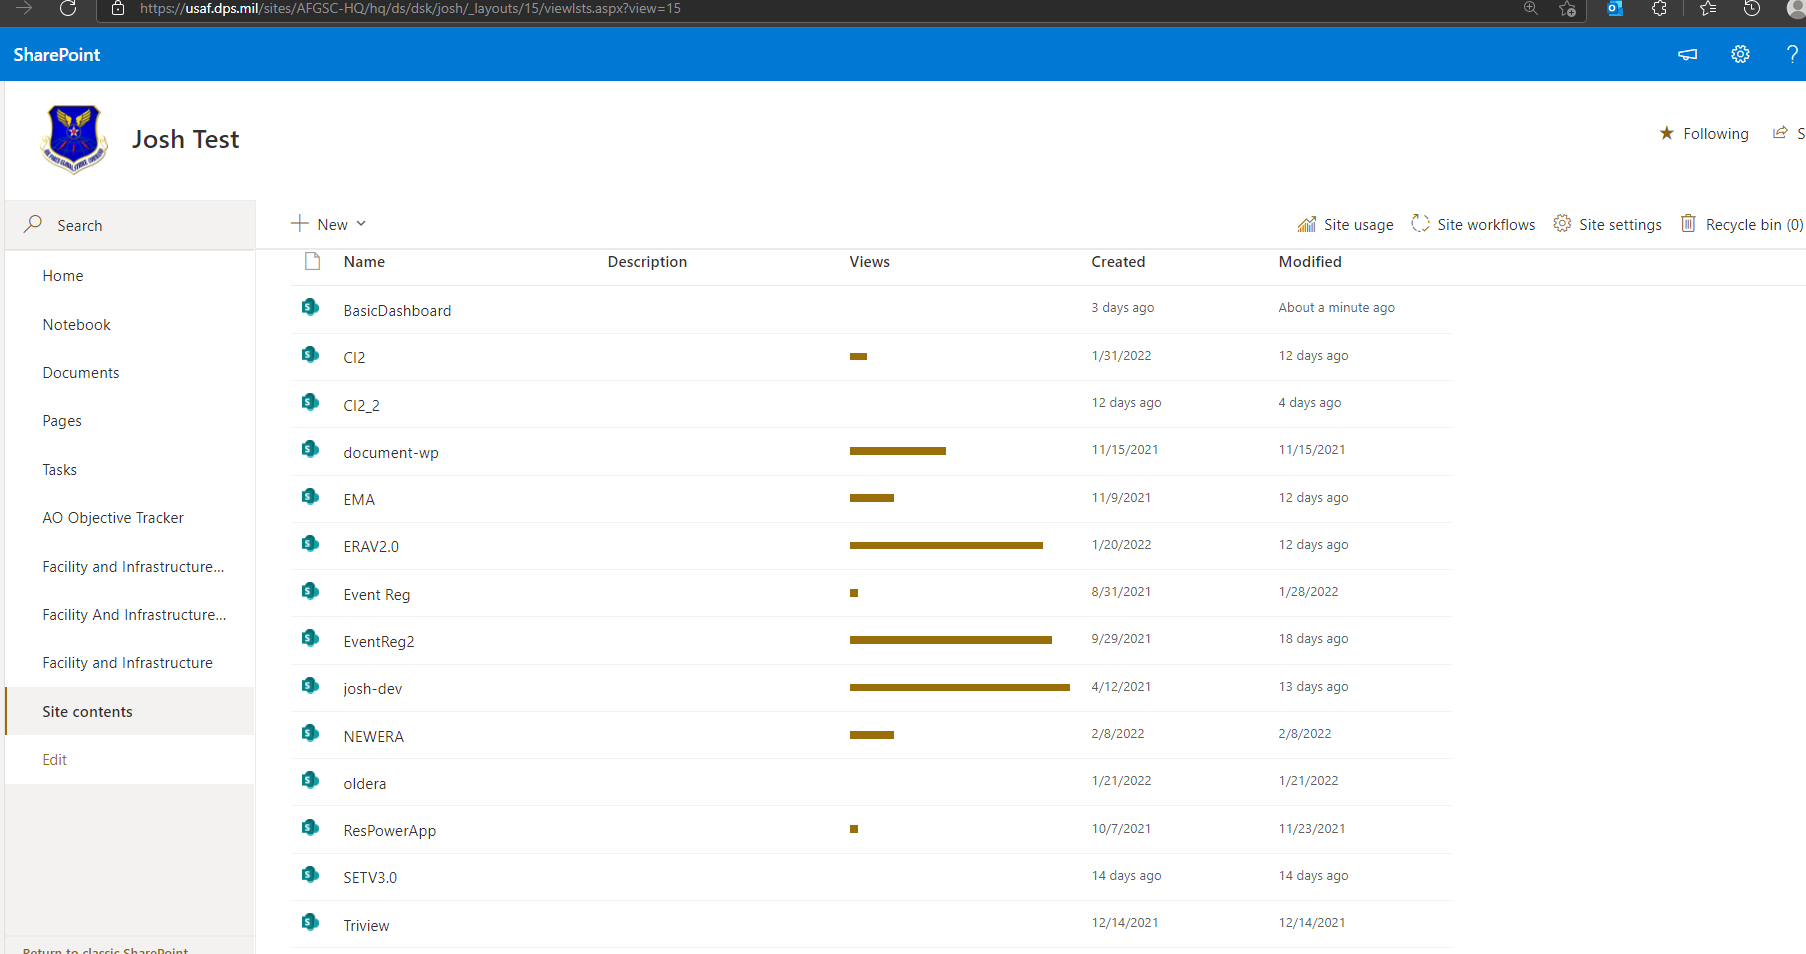 https://usaf.dps.mil/sites/AFGSC-HQ/hq/ds/dsk/josh/_layouts/15/viewlsts.aspx?view=15
SharePoint
Josh Test
Following
S
Search
New
Site usage
Site workflows
Site settings
Recycle bin (0)
Home
Notebook
Documents
Pages
Tasks
AO Objective Tracker
Facility and Infrastructure...
Facility And Infrastructure...
Facility and Infrastructure
Site contents
Edit
Return to classic SharePoint
Name Description Views Created Modified
BasicDashboard 3 days ago About a minute ago
CI2 1/31/2022 12 days ago
CI2_2 12 days ago 4 days ago
document-wp 11/15/2021 11/15/2021
EMA 11/9/2021 12 days ago
ERAV2.0 1/20/2022 12 days ago
Event Reg 8/31/2021 1/28/2022
EventReg2 9/29/2021 18 days ago
josh-dev 4/12/2021 13 days ago
NEWERA 2/8/2022 2/8/2022
oldera 1/21/2022 1/21/2022
ResPowerApp 10/7/2021 11/23/2021
SETV3.0 14 days ago 14 days ago
Triview 12/14/2021 12/14/2021